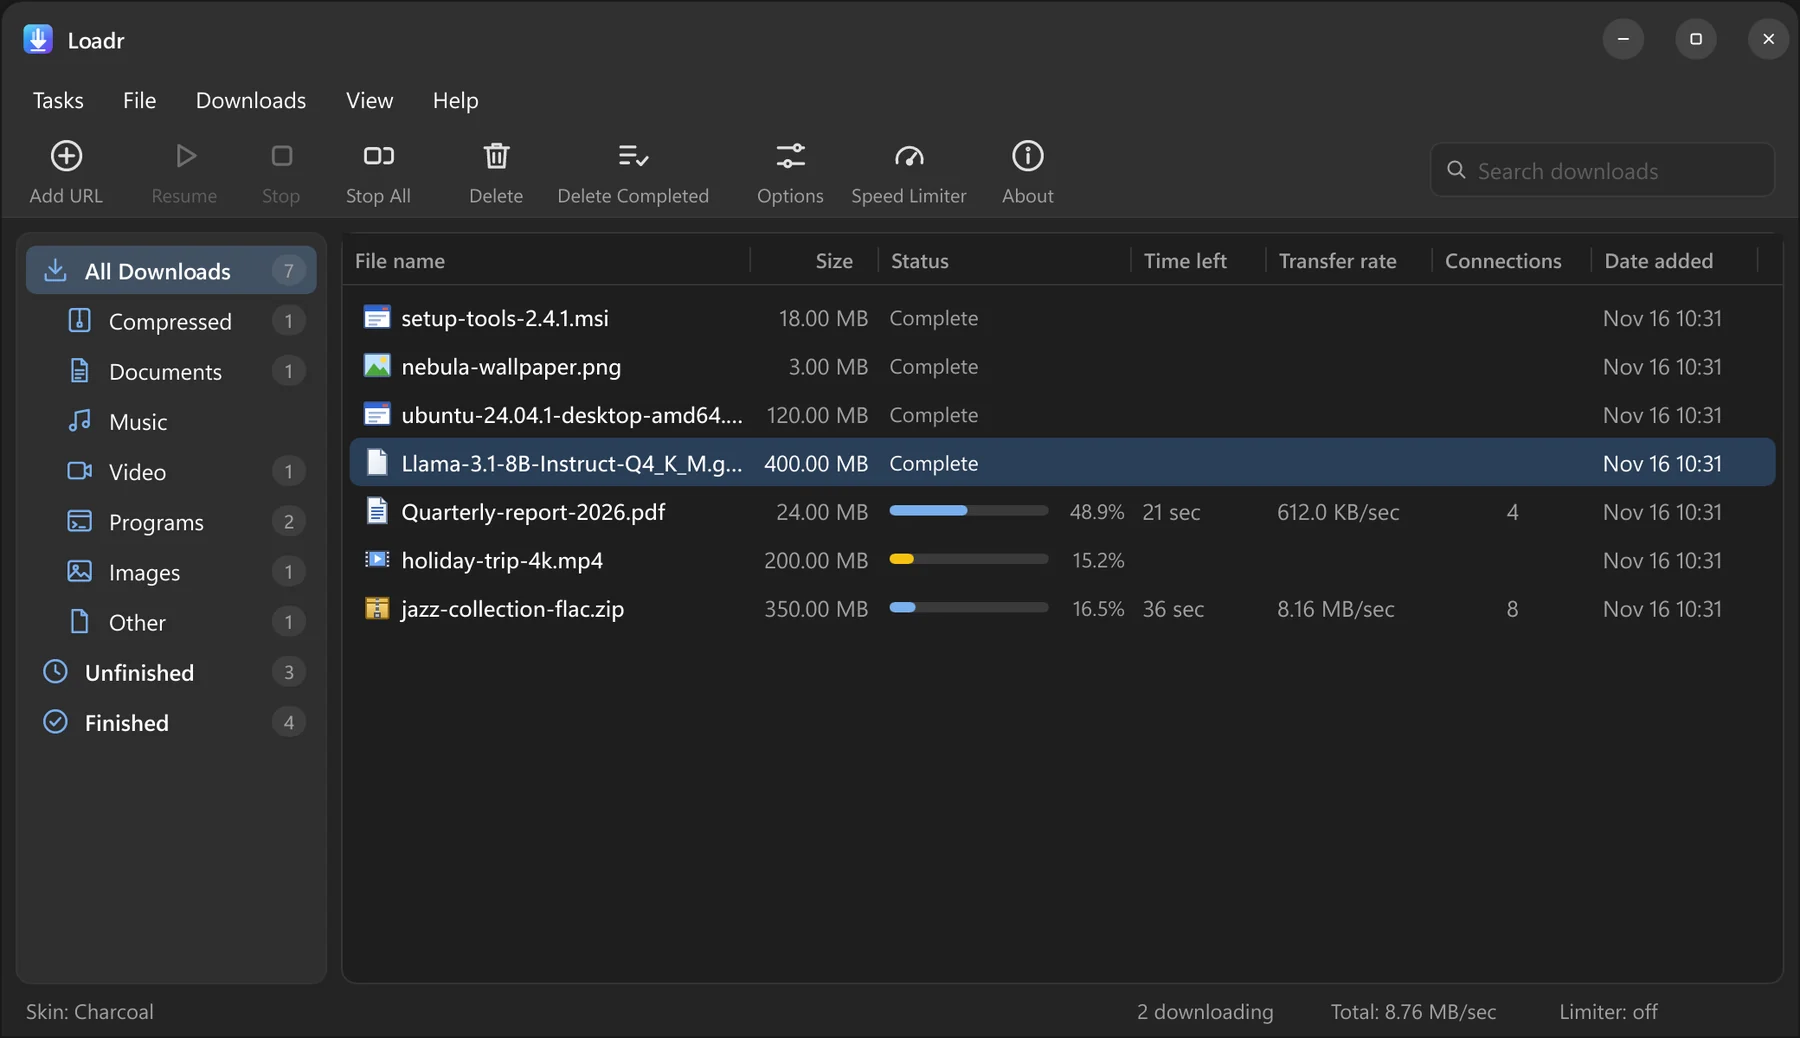 Loadr
Tasks File Downloads View Help
Add URL Resume Stop Stop All Delete Delete Completed Options Speed Limiter About Search downloads
All Downloads 7
Compressed 1
Documents 1
Music
Video 1
Programs 2
Images 1
Other 1
Unfinished 3
Finished 4
File name Size Status Time left Transfer rate Connections Date added
setup-tools-2.4.1.msi 18.00 MB Complete Nov 16 10:31
nebula-wallpaper.png 3.00 MB Complete Nov 16 10:31
ubuntu-24.04.1-desktop-amd64.... 120.00 MB Complete Nov 16 10:31
Llama-3.1-8B-Instruct-Q4_K_M.g... 400.00 MB Complete Nov 16 10:31
Quarterly-report-2026.pdf 24.00 MB 48.9% 21 sec 612.0 KB/sec 4 Nov 16 10:31
holiday-trip-4k.mp4 200.00 MB 15.2% Nov 16 10:31
jazz-collection-flac.zip 350.00 MB 16.5% 36 sec 8.16 MB/sec 8 Nov 16 10:31
Skin: Charcoal 2 downloading Total: 8.76 MB/sec Limiter: off